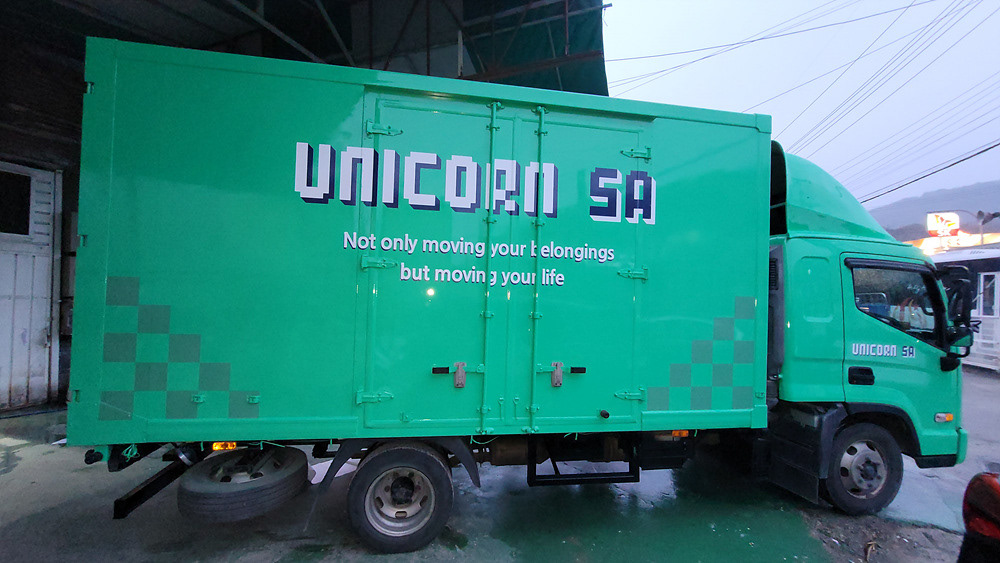 UNICORN SA
Not only moving your belongings
but moving your life
UNICORN SA